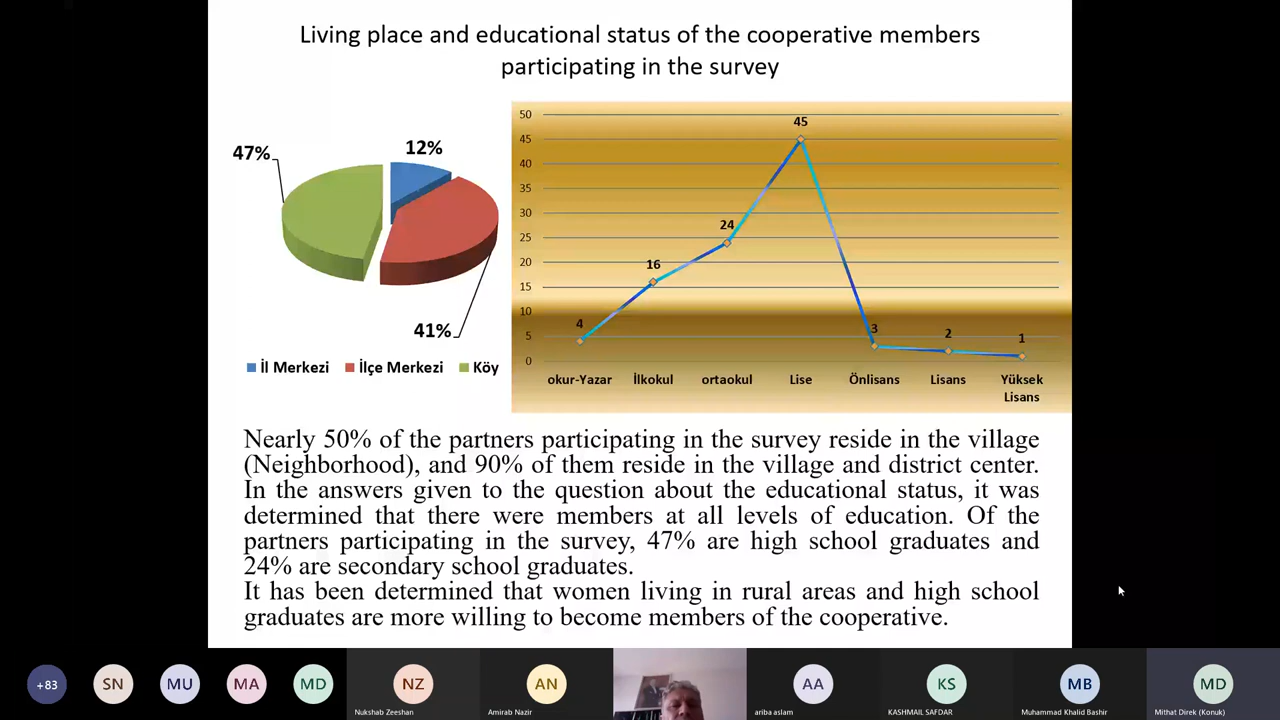 Living place and educational status of the cooperative members
participating in the survey
47%
12%
41%
İl Merkezi
İlçe Merkezi
Köy
50
45
40
35
30
25
20
15
10
5
0
4
16
24
45
3
2
1
okur-Yazar
İlkokul
ortaokul
Lise
Önlisans
Lisans
Yüksek
Lisans
Nearly 50% of the partners participating in the survey reside in the village
(Neighborhood), and 90% of them reside in the village and district center.
In the answers given to the question about the educational status, it was
determined that there were members at all levels of education. Of the
partners participating in the survey, 47% are high school graduates and
24% are secondary school graduates.
It has been determined that women living in rural areas and high school
graduates are more willing to become members of the cooperative.
+83
SN
MU
MA
MD
NZ
Nukshab Zeeshan
AN
Amirab Nazir
AA
ariba aslam
KS
KASHMAIL SAFDAR
MB
Muhammad Khalid Bashir
MD
Mithat Direk (Konuk)